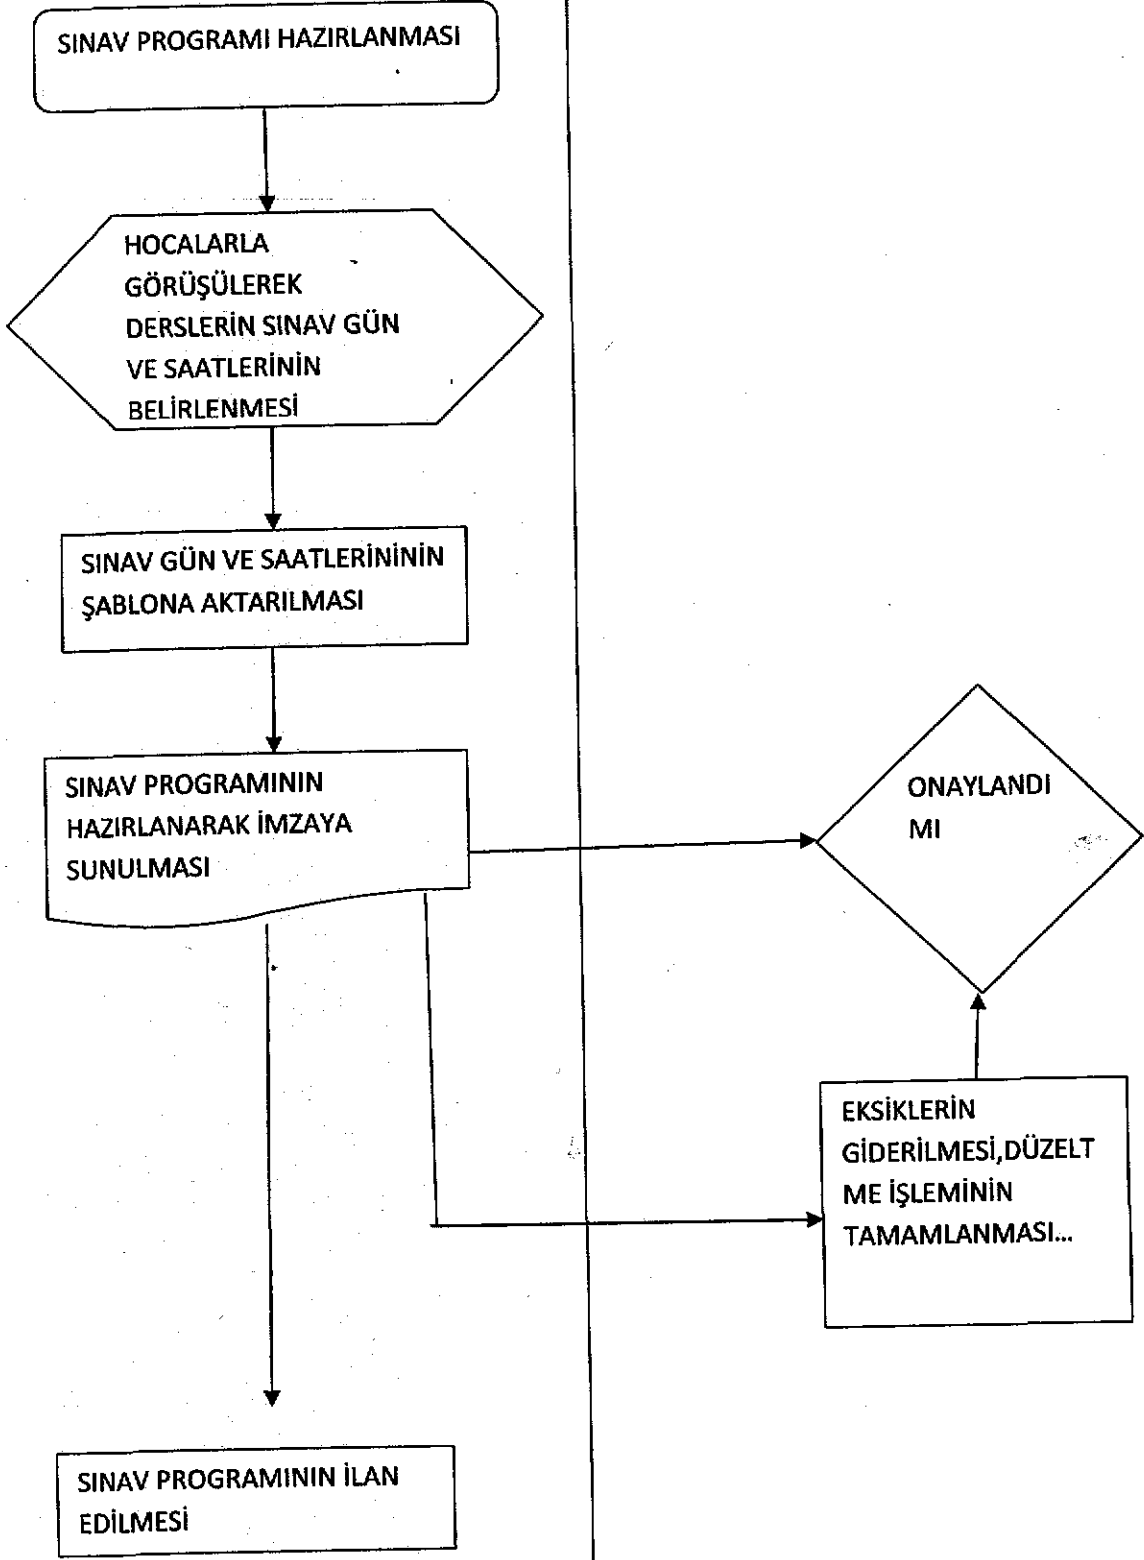 SINAV PROGRAMI HAZIRLANMASI
HOCALARLA
GÖRÜŞÜLEREK
DERSLERİN SINAV GÜN
VE SAATLERİNİN
BELİRLENMESİ
SINAV GÜN VE SAATLERİNİNİN
ŞABLONA AKTARILMASI
SINAV PROGRAMININ
HAZIRLANARAK İMZAYA
SUNULMASI
ONAYLANDI
MI
EKSİKLERİN
GİDERİLMESİ,DÜZELT
ME İŞLEMİNİN
TAMAMLANMASI...
SINAV PROGRAMININ İLAN
EDİLMESİ